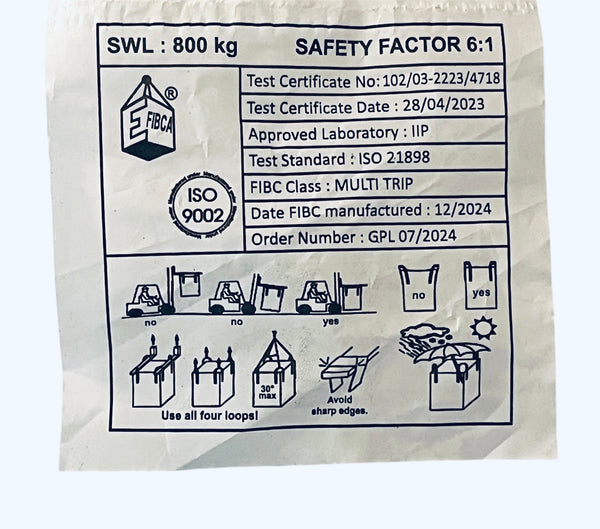 SWL : 800 kg SAFETY FACTOR 6:1
Test Certificate No: 102/03-2223/4718
Test Certificate Date : 28/04/2023
Approved Laboratory : IIP
Test Standard : ISO 21898
FIBC Class : MULTI TRIP
Date FIBC manufactured : 12/2024
Order Number : GPL 07/2024
®
E FIBCA
Manufactured under
ISO
9002
no no yes
no yes
30°
max
Use all four loops!
Avoid
sharp edges.